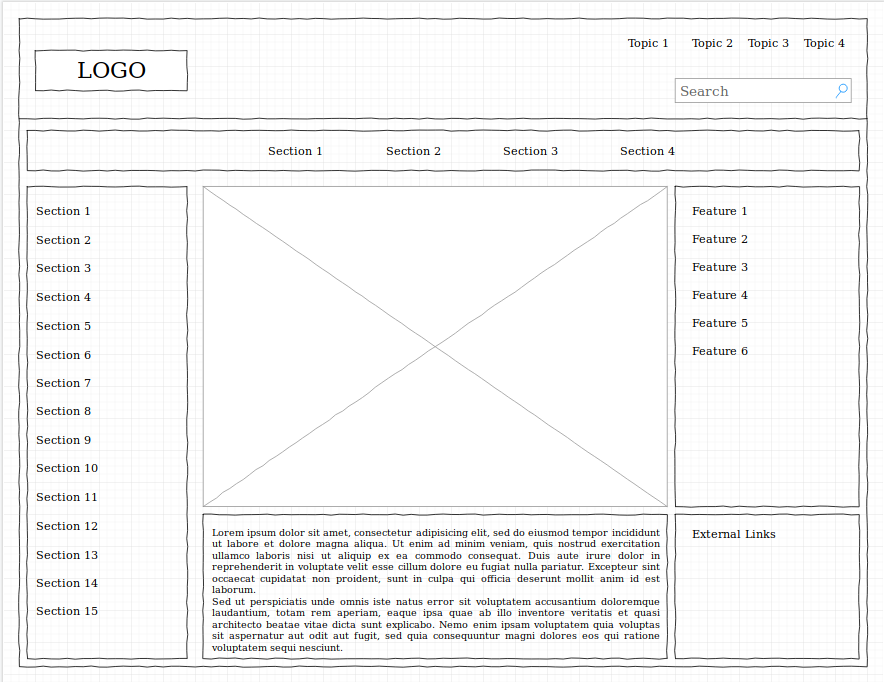 Topic 1 Topic 2 Topic 3 Topic 4
LOGO
Search
Section 1 Section 2 Section 3 Section 4
Section 1
Section 2
Section 3
Section 4
Section 5
Section 6
Section 7
Section 8
Section 9
Section 10
Section 11
Section 12
Section 13
Section 14
Section 15
Lorem ipsum dolor sit amet, consectetur adipisicing elit, sed do eiusmod tempor incididunt
ut labore et dolore magna aliqua. Ut enim ad minim veniam, quis nostrud exercitation
ullamco laboris nisi ut aliquip ex ea commodo consequat. Duis aute irure dolor in
reprehenderit in voluptate velit esse cillum dolore eu fugiat nulla pariatur. Excepteur sint
occaecat cupidatat non proident, sunt in culpa qui officia deserunt mollit anim id est
laborum.
Sed ut perspiciatis unde omnis iste natus error sit voluptatem accusantium doloremque
laudantium, totam rem aperiam, eaque ipsa quae ab illo inventore veritatis et quasi
architecto beatae vitae dicta sunt explicabo. Nemo enim ipsam voluptatem quia voluptas
sit aspernatur aut odit aut fugit, sed quia consequuntur magni dolores eos qui ratione
voluptatem sequi nesciunt.
Feature 1
Feature 2
Feature 3
Feature 4
Feature 5
Feature 6
External Links